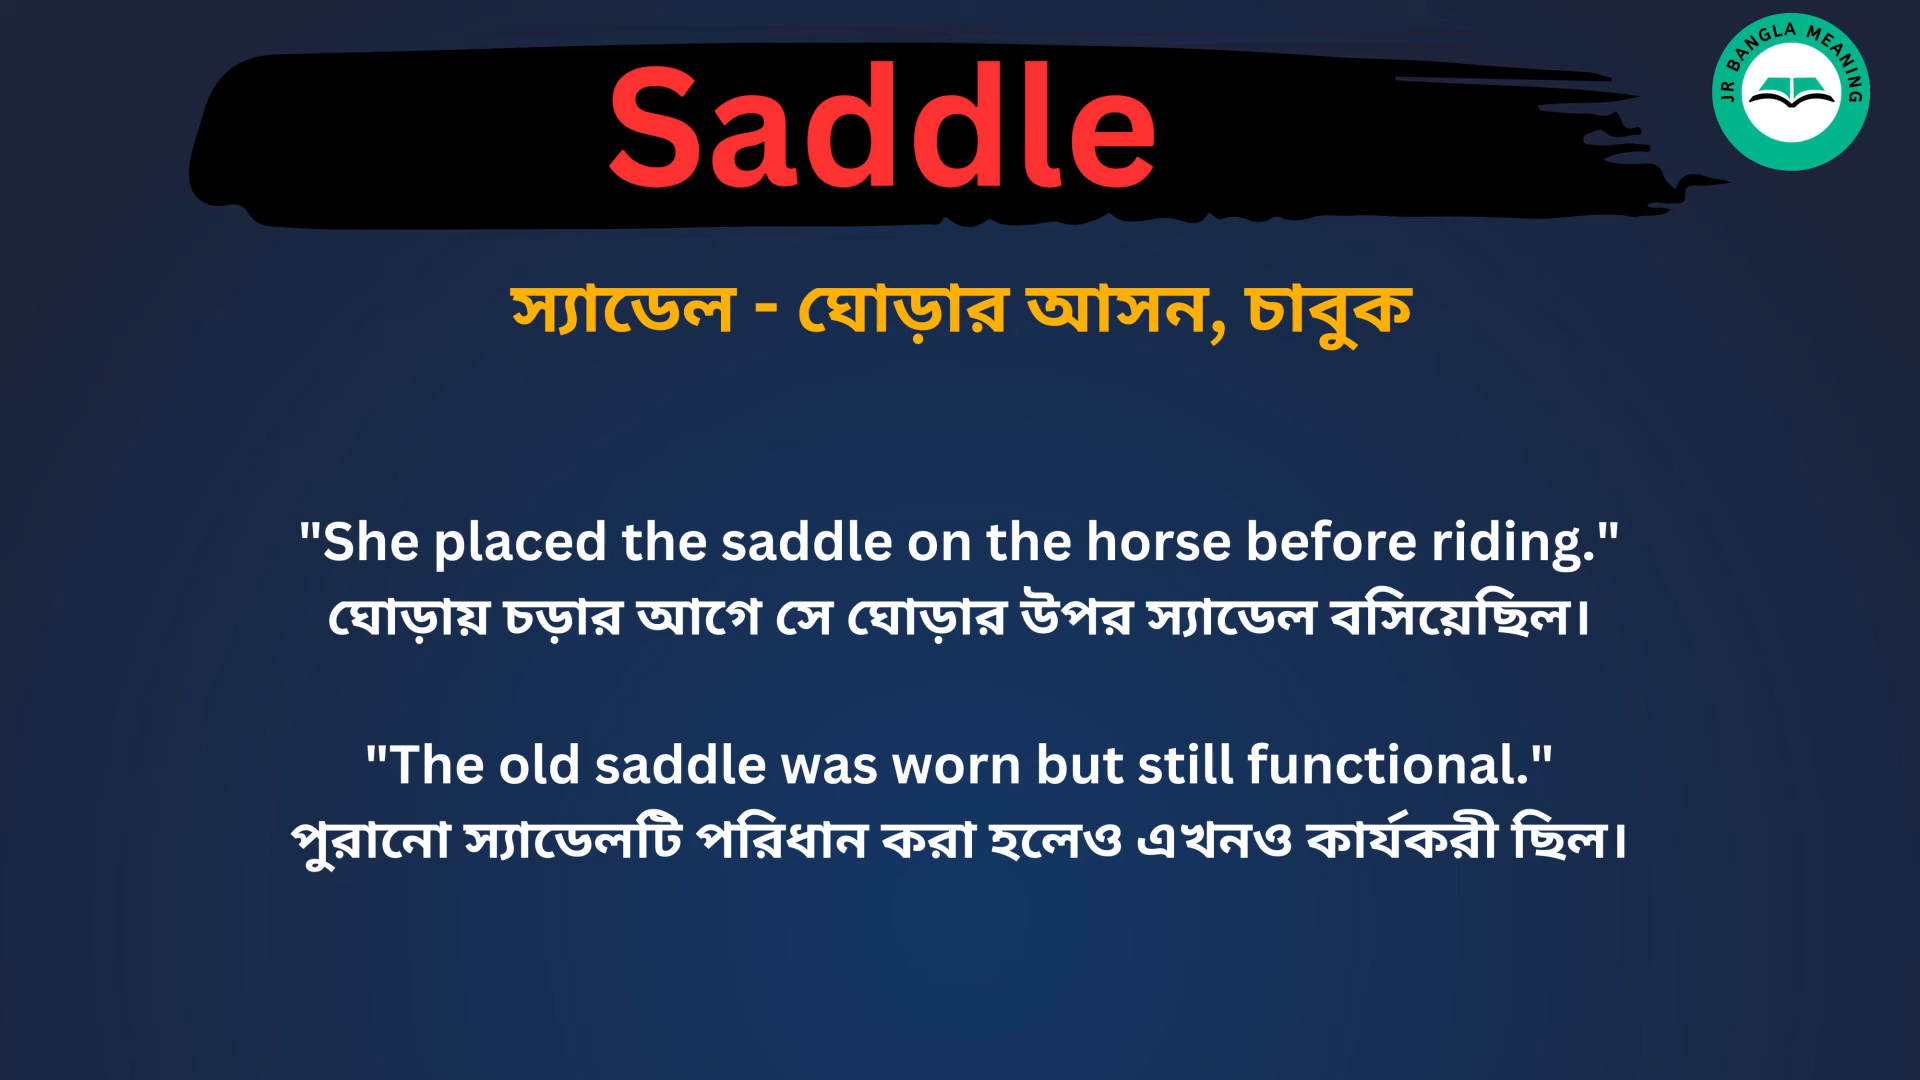 Saddle
JR BANGLA MEANING
স্যাডেল - ঘোড়ার আসন, চাবুক
"She placed the saddle on the horse before riding."
ঘোড়ায় চড়ার আগে সে ঘোড়ার উপর স্যাডেল বসিয়েছিল।
"The old saddle was worn but still functional."
পুরানো স্যাডেলটি পরিধান করা হলেও এখনও কার্যকরী ছিল।